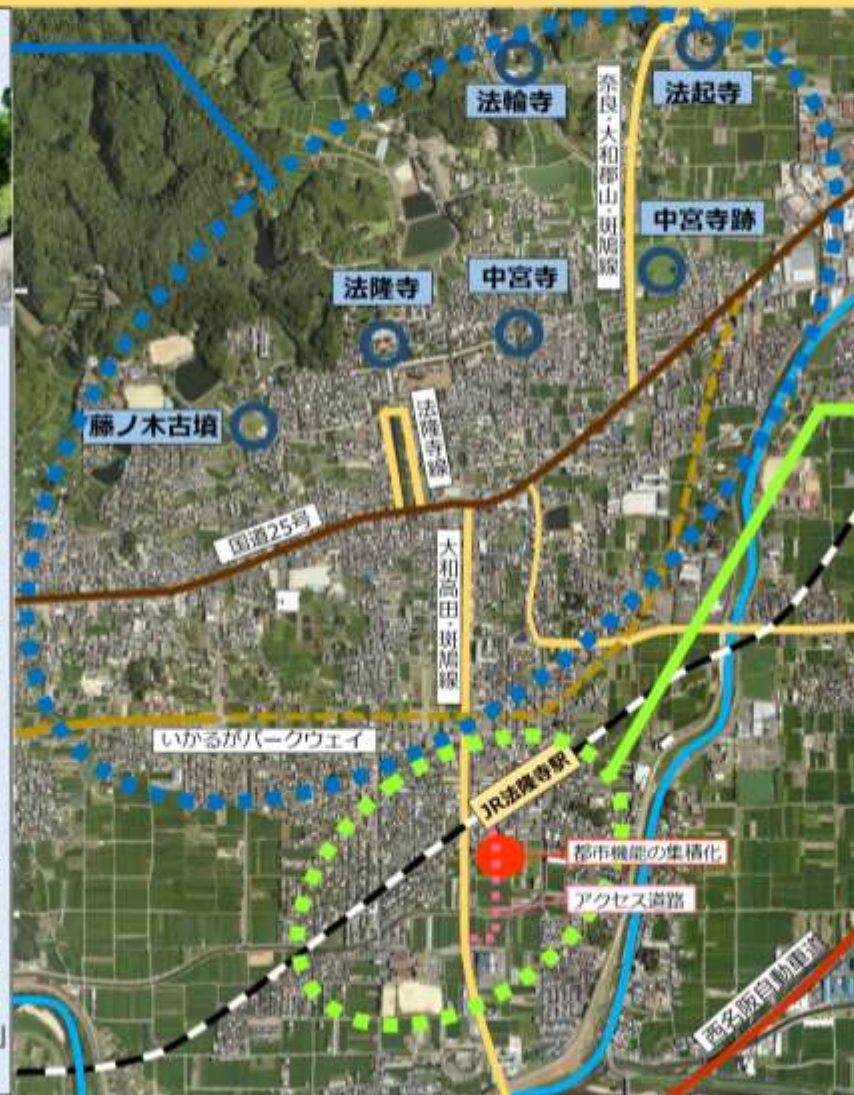 法輪寺
法起寺
奈良・大和郡山・斑鳩線
中宮寺跡
法隆寺
中宮寺
藤ノ木古墳
法隆寺線
国道25号
大和高田・斑鳩線
いかるがパークウェイ
JR法隆寺駅
都市機能の集積化
アクセス道路
西名阪自動車道
」